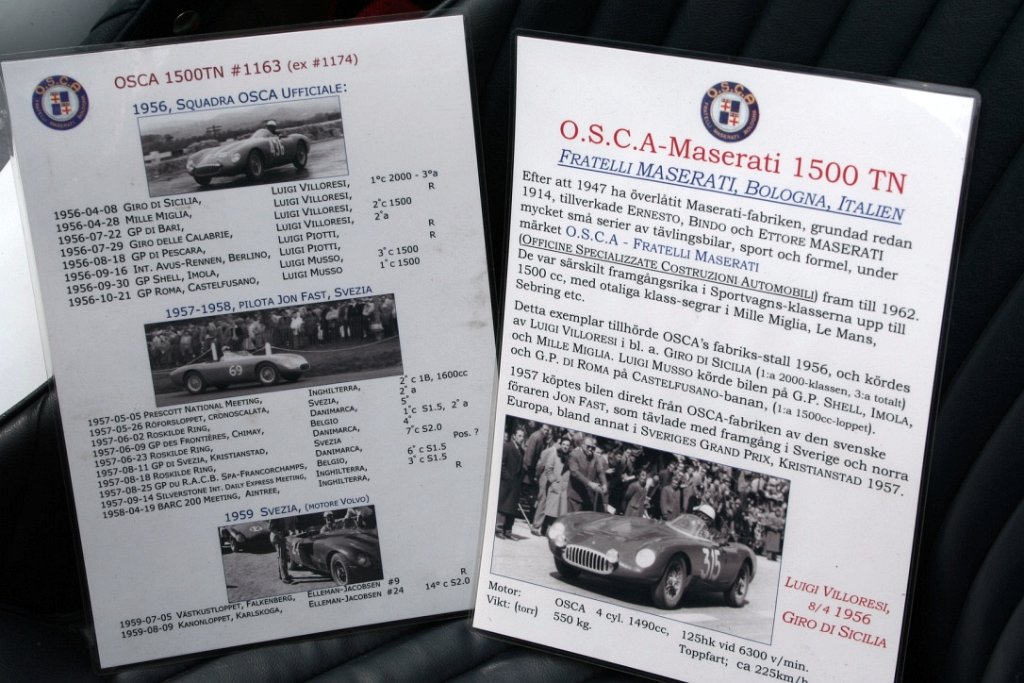 O.S.C.A
OSCA 1500TN #1163 (ex #1174)
1956, SQUADRA OSCA UFFICIALE:
1956-04-08 GIRO DI SICILIA, LUIGI VILLORESI, 1°c 2000 - 3°a
1956-04-28 MILLE MIGLIA, LUIGI VILLORESI, R
1956-07-22 GP DI BARI, LUIGI VILLORESI, 2°c 1500
1956-07-29 GIRO DELLE CALABRIE, LUIGI VILLORESI, 2°a
1956-08-18 GP DI PESCARA, LUIGI PIOTTI, R
1956-09-16 INT. AVUS-RENNEN, BERLINO, LUIGI PIOTTI, R
1956-09-30 GP SHELL, IMOLA, LUIGI MUSSO, 3°c 1500
1956-10-21 GP ROMA, CASTELFUSANO, LUIGI MUSSO 1°c 1500
1957-1958, PILOTA JON FAST, SVEZIA
69
1957-05-05 PRESCOTT NATIONAL MEETING, INGHILTERRA, 2°c 1B, 1600cc
1957-05-26 RÖFORSLOPPET, CRÒNOSCALATA, SVEZIA, 2°a
1957-06-02 ROSKILDE RING, DANIMARCA, 5°
1957-06-09 GP DES FRONTIÈRES, CHIMAY, BELGIO 1°c S1.5, 2°a
1957-06-23 ROSKILDE RING, DANIMARCA, 4°
1957-08-11 GP DI SVEZIA, KRISTIANSTAD, SVEZIA 7°c S2.0
1957-08-18 ROSKILDE RING, DANIMARCA, Pos. ?
1957-08-25 GP DU R.A.C.B. SPA-FRANCORCHAMPS, BELGIO, 6°c S1.5
1957-09-14 SILVERSTONE INT. DAILY EXPRESS MEETING, INGHILTERRA, 3°c S1.5
1958-04-19 BARC 200 MEETING, AINTREE, INGHILTERRA, R
1959 SVEZIA, (MOTORE VOLVO)
1959-07-05 VÄSTKUSTLOPPET, FALKENBERG, ELLEMAN-JACOBSEN #9 R
1959-08-09 KANONLOPPET, KARLSKOGA, ELLEMAN-JACOBSEN #24 14°c S2.0
O.S.C.A
O.S.C.A-Maserati 1500 TN
FRATELLI MASERATI, BOLOGNA, ITALIEN
Efter att 1947 ha överlåtit Maserati-fabriken, grundad redan
1914, tillverkade ERNESTO, BINDO och ETTORE MASERATI
mycket små serier av tävlingsbilar, sport och formel, under
märket O.S.C.A - FRATELLI MASERATI
(OFFICINE SPECIALIZZATE COSTRUZIONI AUTOMOBILI) fram till 1962.
De var särskilt framgångsrika i Sportvagns-klasserna upp till
1500 cc, med otaliga klass-segrar i Mille Miglia, Le Mans,
Sebring etc.
Detta exemplar tillhörde OSCA's fabriks-stall 1956, och kördes
av LUIGI VILLORESI i bl. a. GIRO DI SICILIA (1:a 2000-klassen, 3:a totalt)
och MILLE MIGLIA. LUIGI MUSSO körde bilen på G.P. SHELL, IMOLA,
och G.P. DI ROMA på CASTELFUSANO-banan, (1:a 1500cc-loppet).
1957 köptes bilen direkt från OSCA-fabriken av den svenske
föraren JON FAST, som tävlade med framgång i Sverige och norra
Europa, bland annat i SVERIGES GRAND PRIX, KRISTIANSTAD 1957.
315
LUIGI VILLORESI,
8/4 1956
GIRO DI SICILIA
Motor: OSCA 4 cyl. 1490cc, 125hk vid 6300 v/min.
Vikt: (torr) 550 kg. Toppfart; ca 225km/h